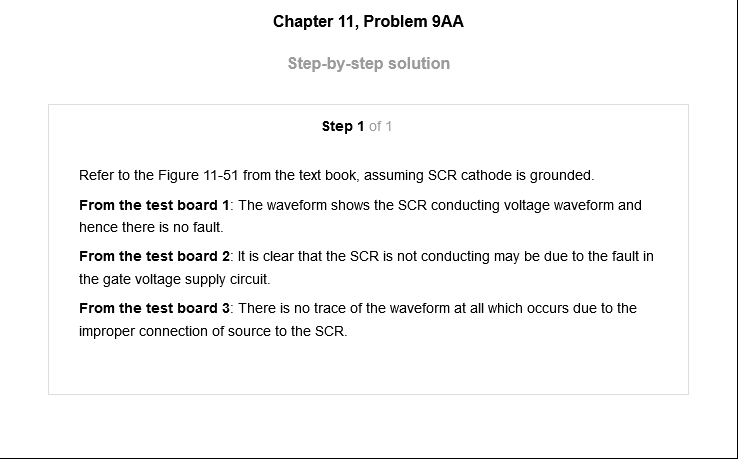 Chapter 11, Problem 9AA
Step-by-step solution
Step 1 of 1
Refer to the Figure 11-51 from the text book, assuming SCR cathode is grounded.
From the test board 1: The waveform shows the SCR conducting voltage waveform and
hence there is no fault.
From the test board 2: It is clear that the SCR is not conducting may be due to the fault in
the gate voltage supply circuit.
From the test board 3: There is no trace of the waveform at all which occurs due to the
improper connection of source to the SCR.